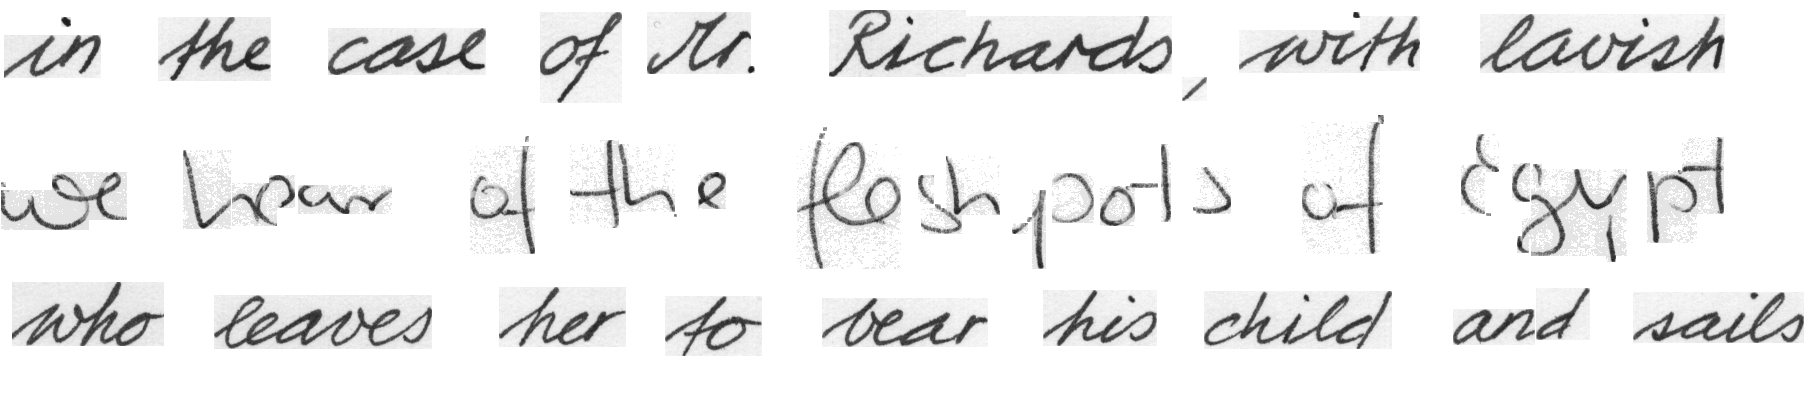 in the case of Mr. Richards, with lavish
we hear of the fleshpots of Egypt
who leaves her to bear his child and sails